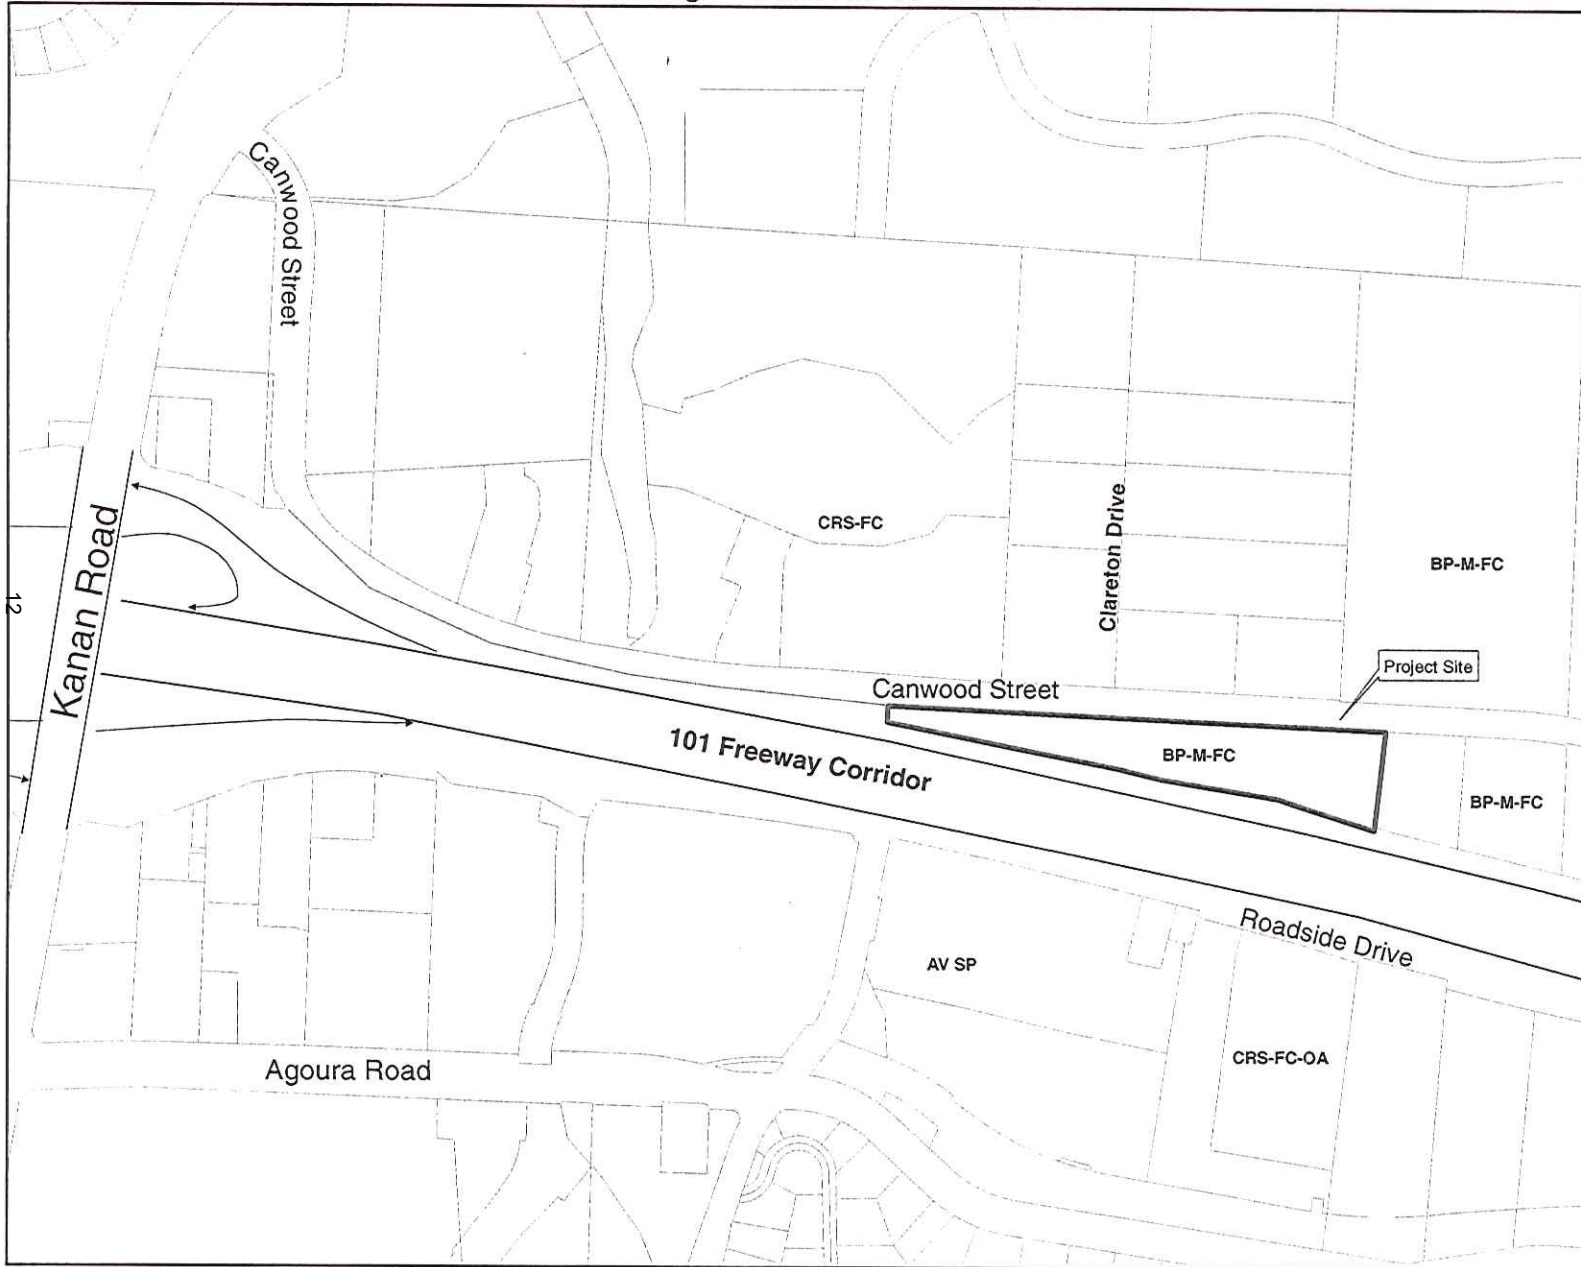 Canwood Street
CRS-FC
Clareton Drive
BP-M-FC
Kanan Road
12
Project Site
Canwood Street
101 Freeway Corridor
BP-M-FC
BP-M-FC
Roadside Drive
AV SP
CRS-FC-OA
Agoura Road